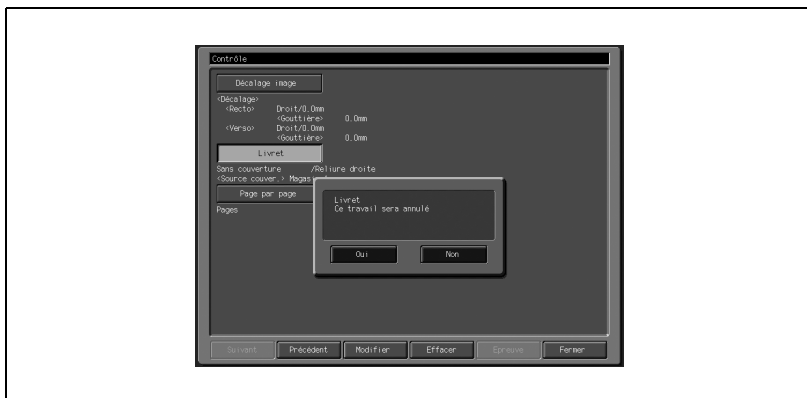 Contrôle
Décalage image
<Décalage>
<Recto> Droit/0.0mm
<Gouttière> 0.0mm
<Verso> Droit/0.0mm
<Gouttière> 0.0mm
Livret
Sans couverture /Reliure droite
<Source couver.>
Page par page
Pages
Livret
Ce travail sera annulé
Oui Non
Suivant Précédent Modifier Effacer Epreuve Fermer